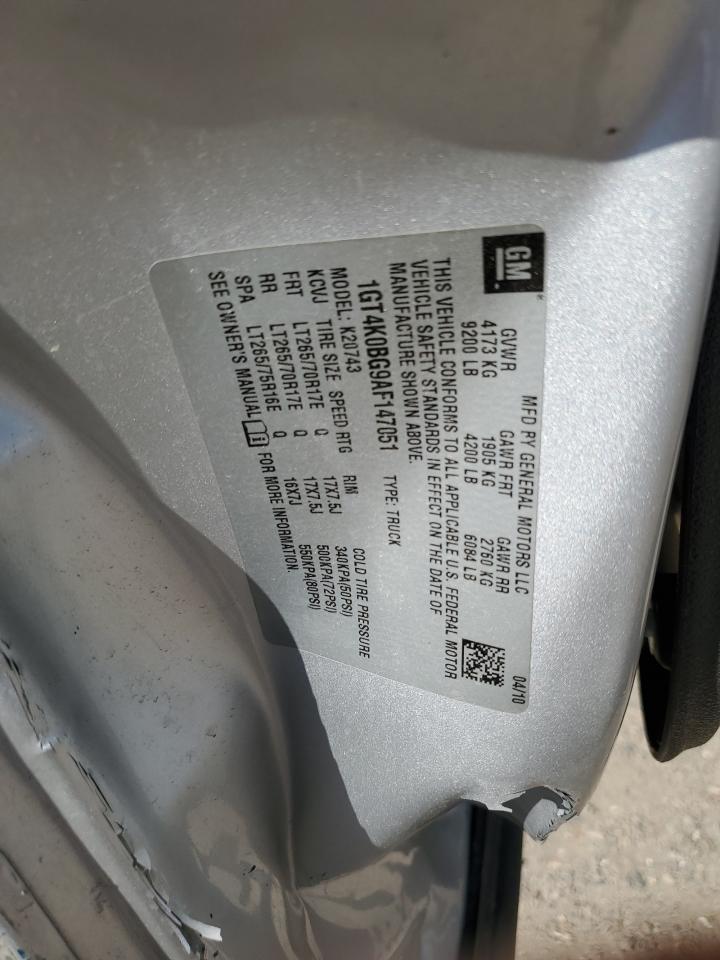 GM
MFD BY GENERAL MOTORS LLC 04/10
GVWR GAWR FRT GAWR RR
4173 KG 1905 KG 2760 KG
9200 LB 4200 LB 6084 LB
THIS VEHICLE CONFORMS TO ALL APPLICABLE U.S. FEDERAL MOTOR
VEHICLE SAFETY STANDARDS IN EFFECT ON THE DATE OF
MANUFACTURE SHOWN ABOVE.
1GT4K0BG9AF147051 TYPE: TRUCK
MODEL: K20743
KCVJ TIRE SIZE SPEED RTG RIM COLD TIRE PRESSURE
FRT LT265/70R17E Q 17X7.5J 340KPA(50PSI)
RR LT265/70R17E Q 17X7.5J 500KPA(72PSI)
SPA LT265/75R16E Q 16X7J 550KPA(80PSI)
SEE OWNER'S MANUAL FOR MORE INFORMATION.